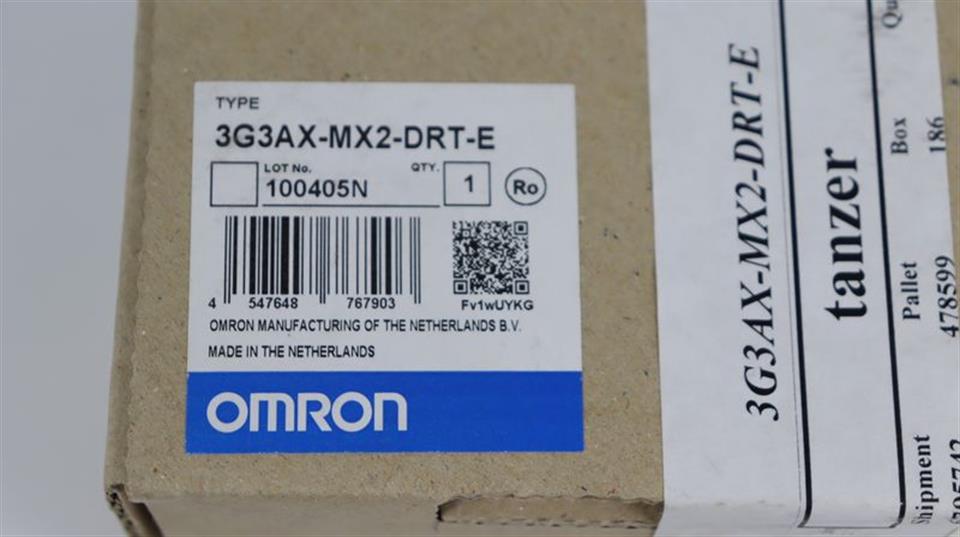 TYPE
3G3AX-MX2-DRT-E
LOT No.
100405N
QTY.
1
Ro
4 547648 767903
Fv1wUYKG
OMRON MANUFACTURING OF THE NETHERLANDS B.V.
MADE IN THE NETHERLANDS
OMRON
3G3AX-MX2-DRT-E
tanzer
Pallet
Box
478599
186